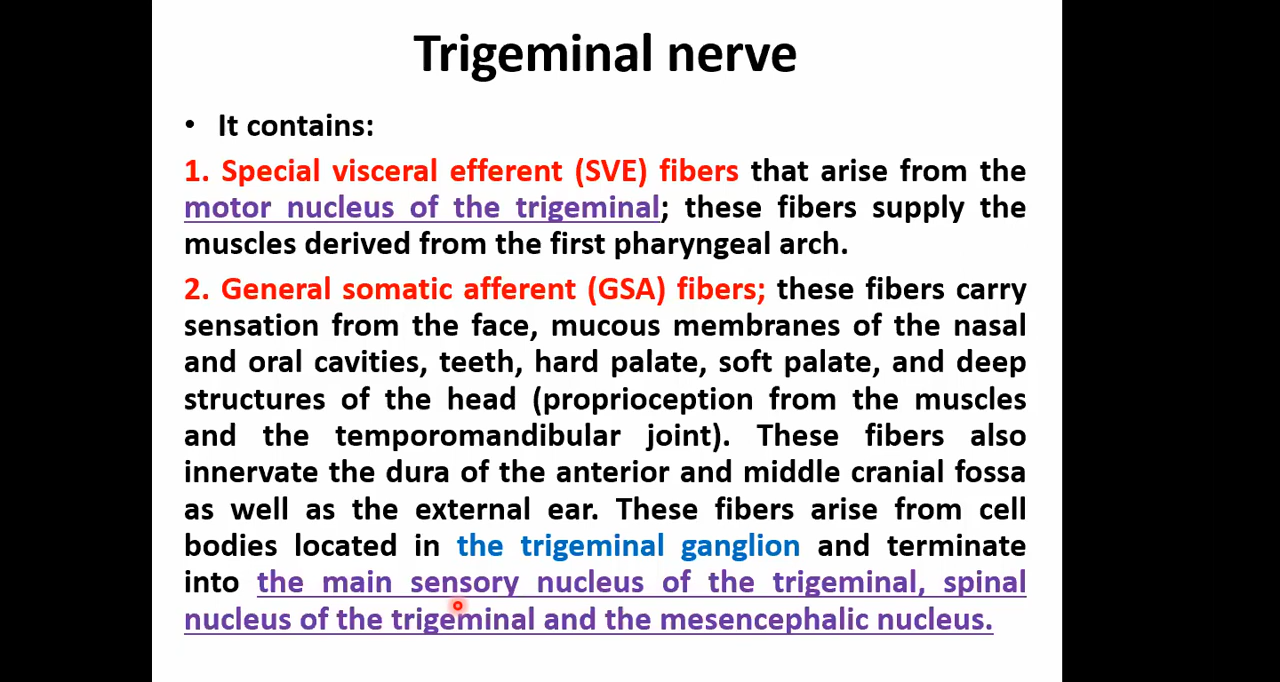 Trigeminal nerve
• It contains:
1. Special visceral efferent (SVE) fibers that arise from the
motor nucleus of the trigeminal; these fibers supply the
muscles derived from the first pharyngeal arch.
2. General somatic afferent (GSA) fibers; these fibers carry
sensation from the face, mucous membranes of the nasal
and oral cavities, teeth, hard palate, soft palate, and deep
structures of the head (proprioception from the muscles
and the temporomandibular joint). These fibers also
innervate the dura of the anterior and middle cranial fossa
as well as the external ear. These fibers arise from cell
bodies located in the trigeminal ganglion and terminate
into the main sensory nucleus of the trigeminal, spinal
nucleus of the trigeminal and the mesencephalic nucleus.